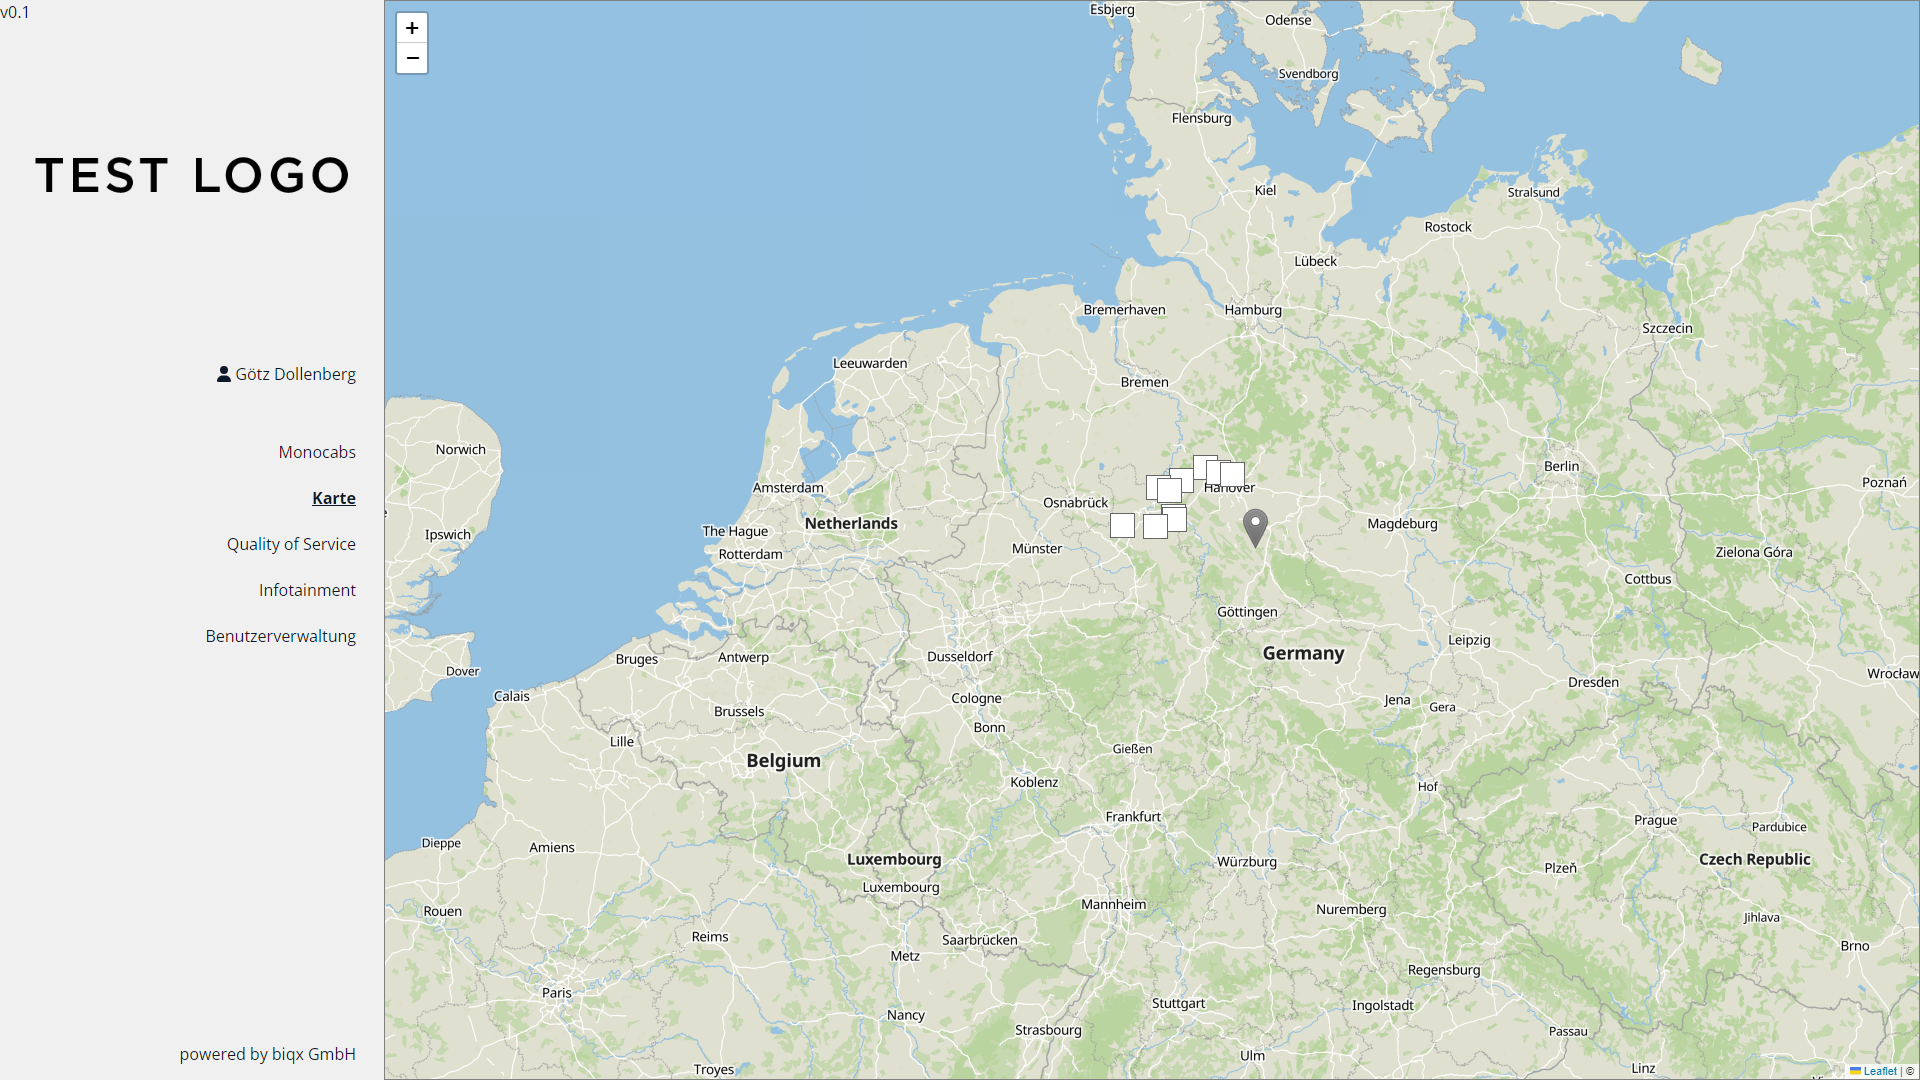 v0.1
TEST LOGO
Götz Dollenberg
Monocabs
Karte
Quality of Service
Infotainment
Benutzerverwaltung
powered by biqx GmbH
+
−
Esbjerg
Odense
Svendborg
Flensburg
Kiel
Stralsund
Rostock
Lübeck
Bremerhaven
Hamburg
Szczecin
Leeuwarden
Bremen
Norwich
Berlin
Amsterdam
Hanover
Poznań
Osnabrück
The Hague
Netherlands
Magdeburg
Ipswich
Rotterdam
Münster
Zielona Góra
Cottbus
Göttingen
Leipzig
Germany
Bruges
Antwerp
Dusseldorf
Dover
Wrocław
Calais
Cologne
Jena
Gera
Dresden
Brussels
Bonn
Lille
Gießen
Belgium
Koblenz
Hof
Frankfurt
Prague
Pardubice
Dieppe
Amiens
Luxembourg
Würzburg
Plzeň
Czech Republic
Luxembourg
Rouen
Mannheim
Nuremberg
Jihlava
Reims
Saarbrücken
Brno
Metz
Regensburg
Paris
Stuttgart
Ingolstadt
Nancy
Strasbourg
Passau
Troyes
Ulm
Linz
Leaflet | ©